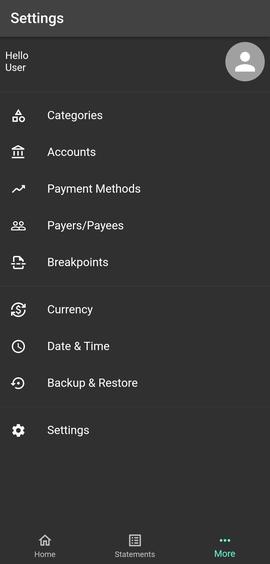 Settings
Hello
User
Categories
Accounts
Payment Methods
Payers/Payees
Breakpoints
Currency
Date & Time
Backup & Restore
Settings
Home
Statements
More